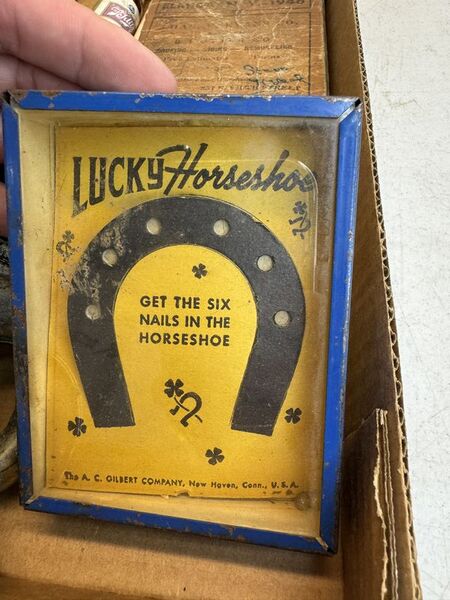 LUCKY Horseshoe
GET THE SIX
NAILS IN THE
HORSESHOE
The A. C. GILBERT COMPANY, New Haven, Conn., U. S. A.